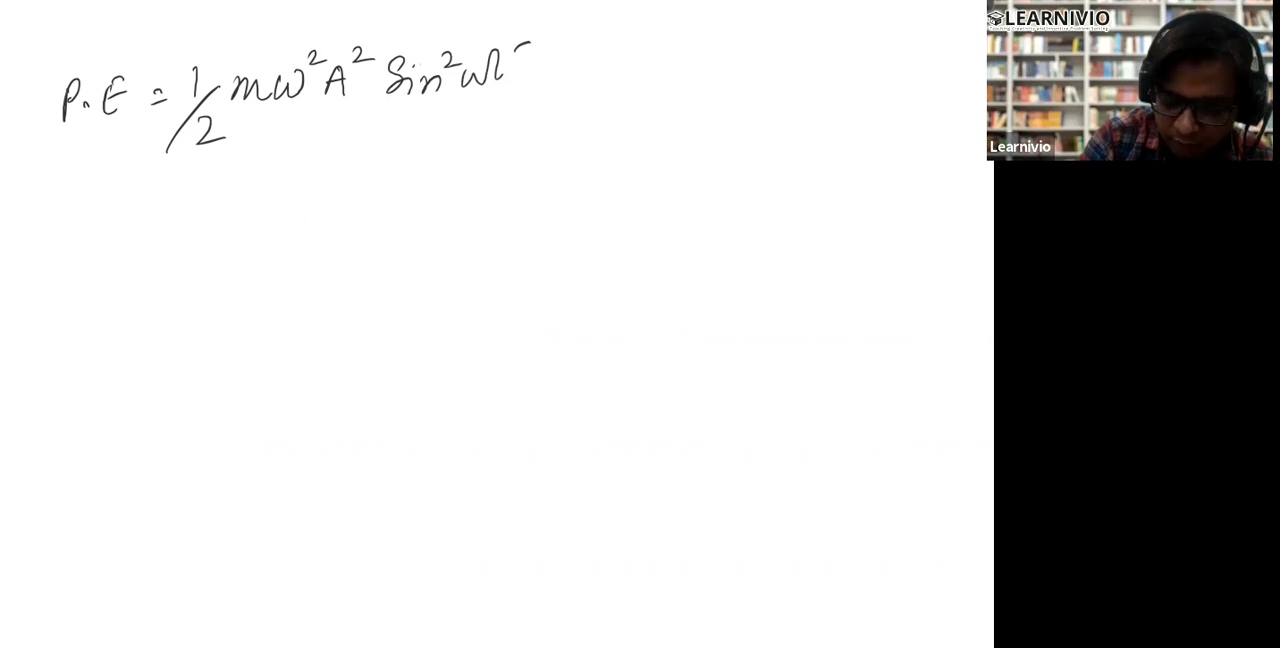 P.E = 1/2 mω²A² Sin²ωt
LEARNIVIO
Learnivio